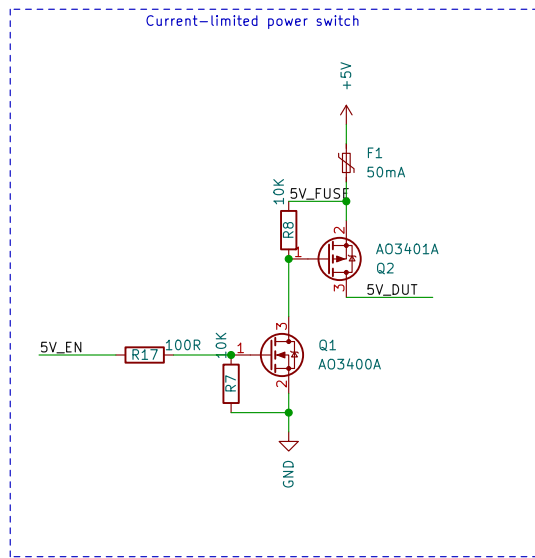 Current-limited power switch
+5V
F1
50mA
10K
5V_FUSE
R8
1
2
AO3401A
Q2
3
5V_DUT
3
5V_EN
R17
100R
10K
1
Q1
AO3400A
R7
2
GND